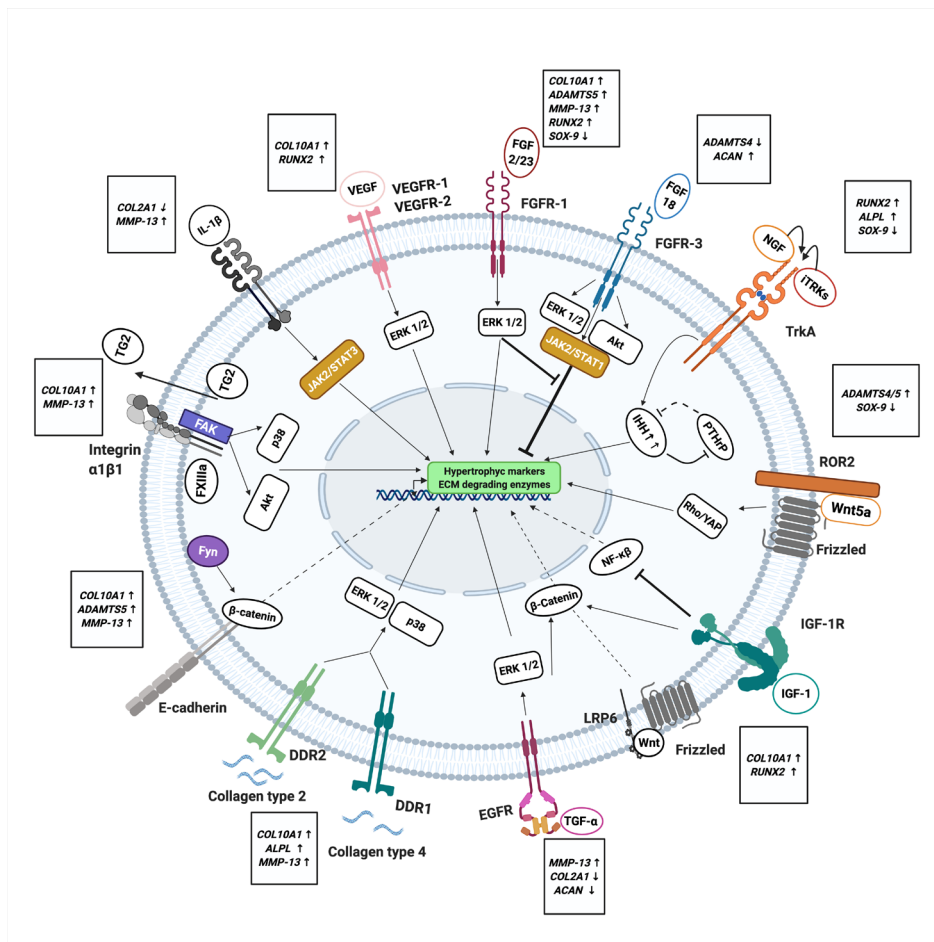 COL10A1 ↑
ADAMTS5 ↑
MMP-13 ↑
RUNX2 ↑
SOX-9 ↓
FGF
2/23
FGFR-1
COL10A1 ↑
RUNX2 ↑
VEGF
VEGFR-1
VEGFR-2
ADAMTS4 ↓
ACAN ↑
FGF
18
FGFR-3
COL2A1 ↓
MMP-13 ↑
IL-1β
RUNX2 ↑
ALPL ↑
SOX-9 ↓
NGF
iTRKs
TrkA
ERK 1/2
ERK 1/2
ERK 1/2
Akt
JAK2/STAT1
JAK2/STAT3
TG2
TG2
COL10A1 ↑
MMP-13 ↑
Integrin
α1β1
FAK
FXIIIa
p38
Akt
IHH↑↑
PTHrP
ADAMTS4/5 ↑
SOX-9 ↓
ROR2
Wnt5a
Frizzled
Rho/YAP
Hypertrophyc markers
ECM degrading enzymes
Fyn
β-catenin
COL10A1 ↑
ADAMTS5 ↑
MMP-13 ↑
E-cadherin
ERK 1/2
p38
NF-κβ
β-Catenin
ERK 1/2
IGF-1R
IGF-1
COL10A1 ↑
RUNX2 ↑
LRP6
Wnt
Frizzled
DDR2
Collagen type 2
DDR1
Collagen type 4
COL10A1 ↑
ALPL ↑
MMP-13 ↑
EGFR
TGF-α
MMP-13 ↑
COL2A1 ↓
ACAN ↓